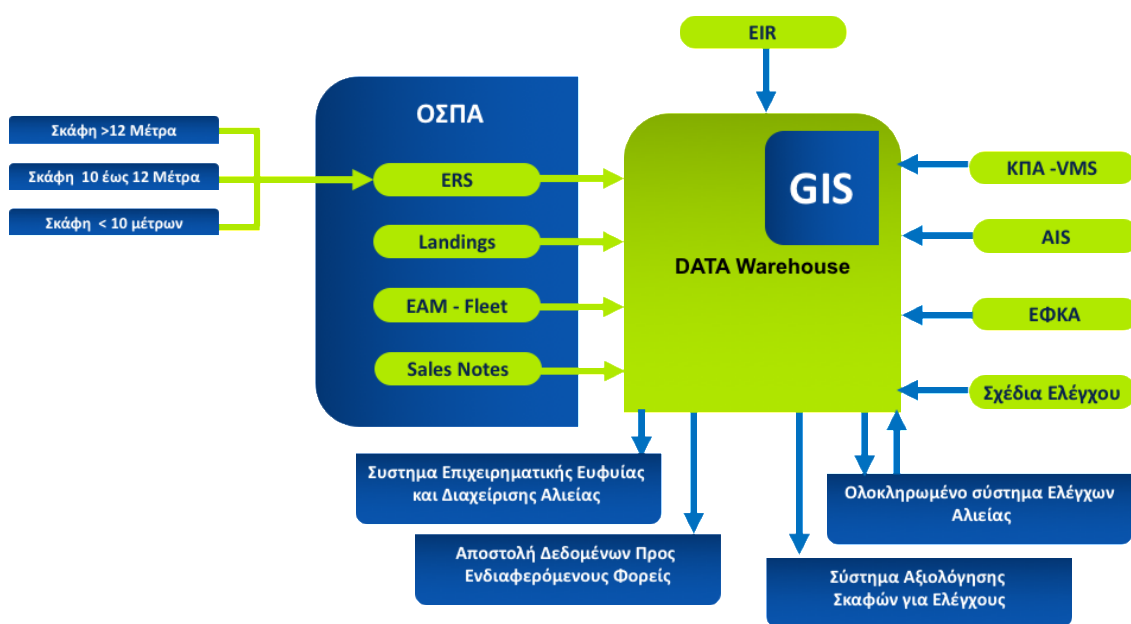 EIR
ΟΣΠΑ
Σκάφη >12 Μέτρα
Σκάφη 10 έως 12 Μέτρα
Σκάφη < 10 μέτρων
ERS
Landings
EAM - Fleet
Sales Notes
GIS
DATA Warehouse
ΚΠΑ -VMS
AIS
ΕΦΚΑ
Σχέδια Ελέγχου
Συστημα Επιχειρηματικής Ευφυίας
και Διαχείρισης Αλιείας
Αποστολή Δεδομένων Προς
Ενδιαφερόμενους Φορείς
Σύστημα Αξιολόγησης
Σκαφών για Ελέγχους
Ολοκληρωμένο σύστημα Ελέγχων
Αλιείας